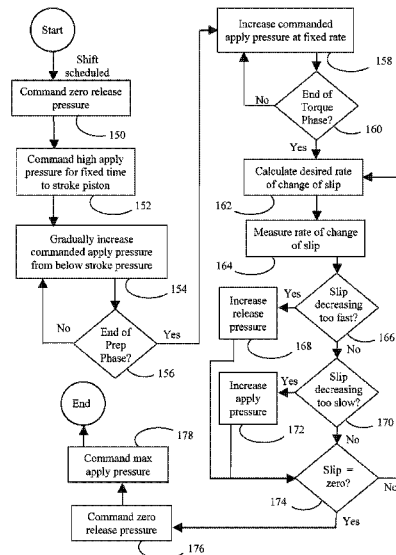 Start
Shift
scheduled
Command zero release
pressure
150
Command high apply
pressure for fixed time
to stroke piston
152
Gradually increase
commanded apply pressure
from below stroke pressure
154
No
End of
Prep
Phase?
Yes
156
Increase commanded
apply pressure at fixed rate
158
No
End of
Torque
Phase?
160
Yes
Calculate desired rate
of change of slip
162
Measure rate of change
of slip
164
Slip
decreasing
too fast?
Yes
166
Increase
release
pressure
168
No
Slip
decreasing
too slow?
Yes
170
Increase
apply
pressure
172
No
Slip =
zero?
No
174
Yes
Command zero
release pressure
176
Command max
apply pressure
178
End